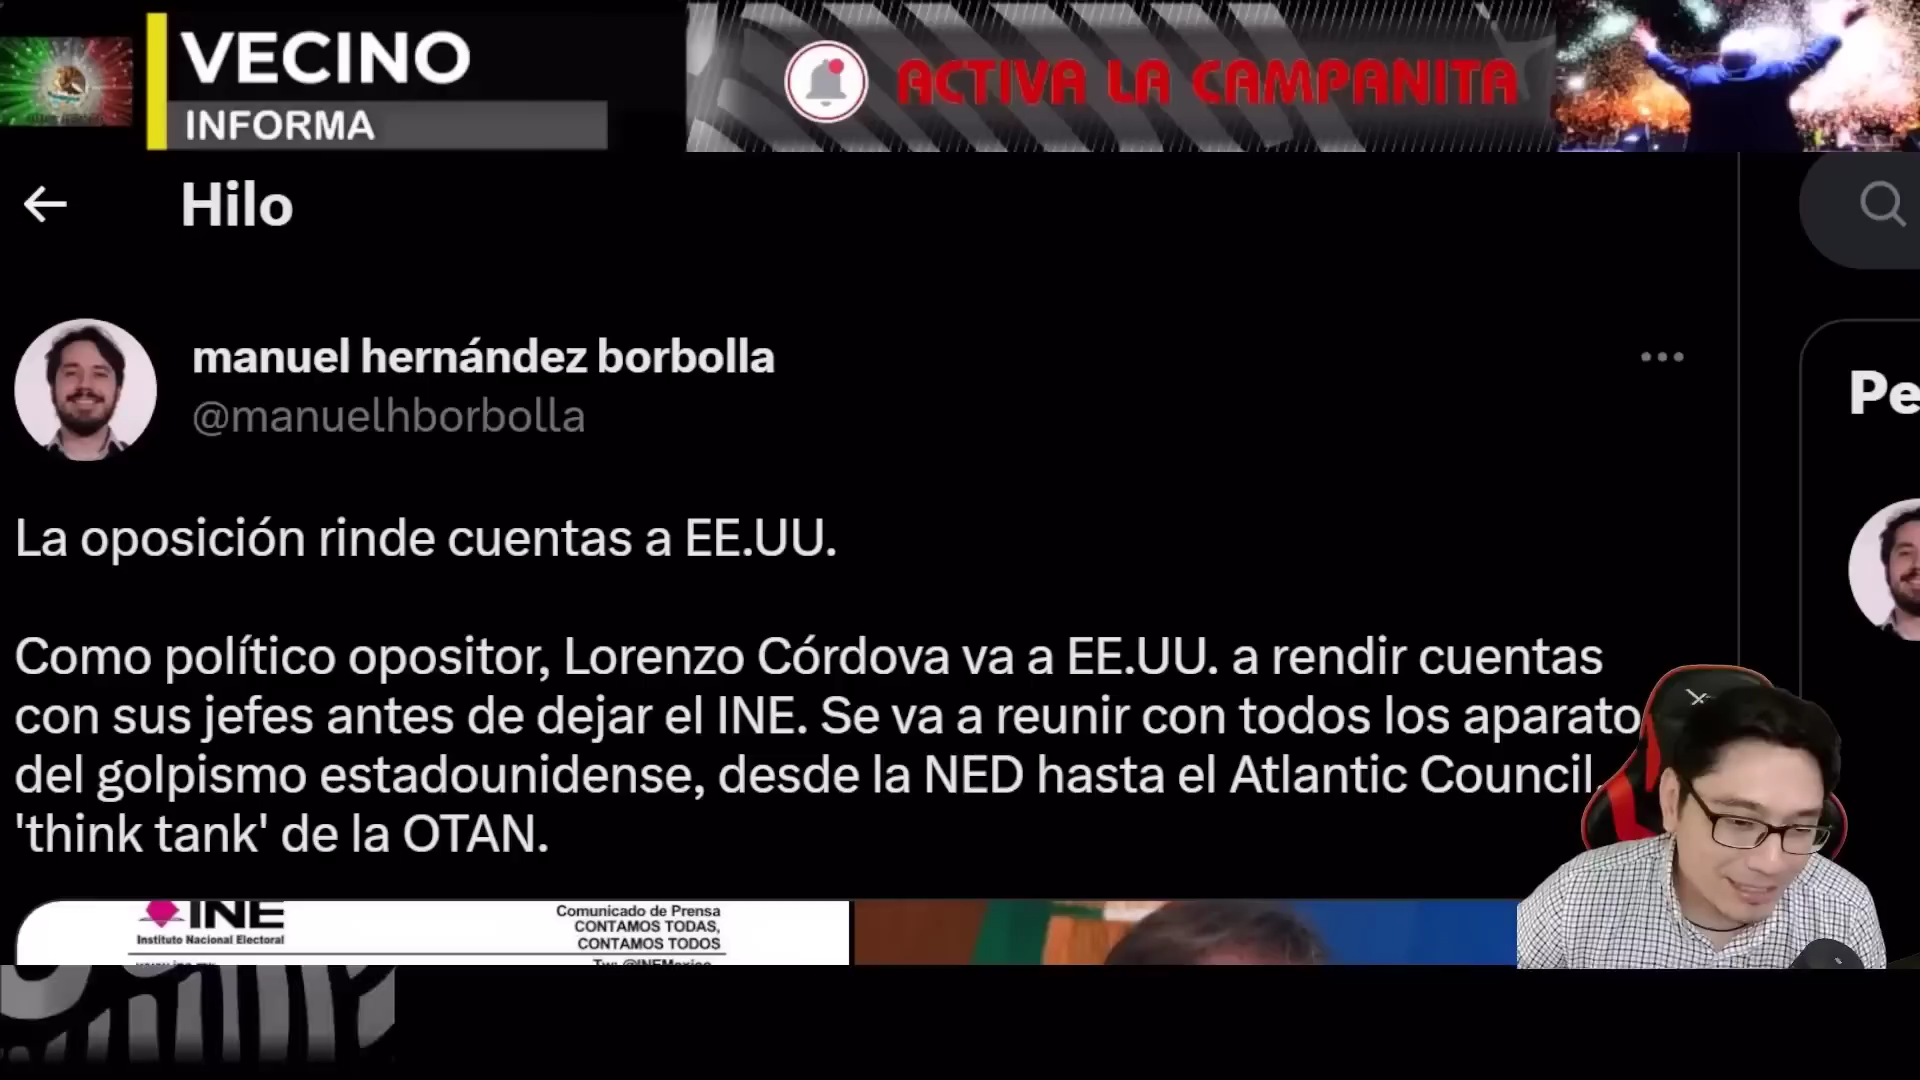 VECINO
INFORMA
ACTIVA LA CAMPANITA
Hilo
manuel hernández borbolla
@manuelhborbolla
Pe
La oposición rinde cuentas a EE.UU.
Como político opositor, Lorenzo Córdova va a EE.UU. a rendir cuentas
con sus jefes antes de dejar el INE. Se va a reunir con todos los aparato
del golpismo estadounidense, desde la NED hasta el Atlantic Council,
'think tank' de la OTAN.
INE
Instituto Nacional Electoral
Comunicado de Prensa
CONTAMOS TODAS,
CONTAMOS TODOS
Tw: @INEMexico